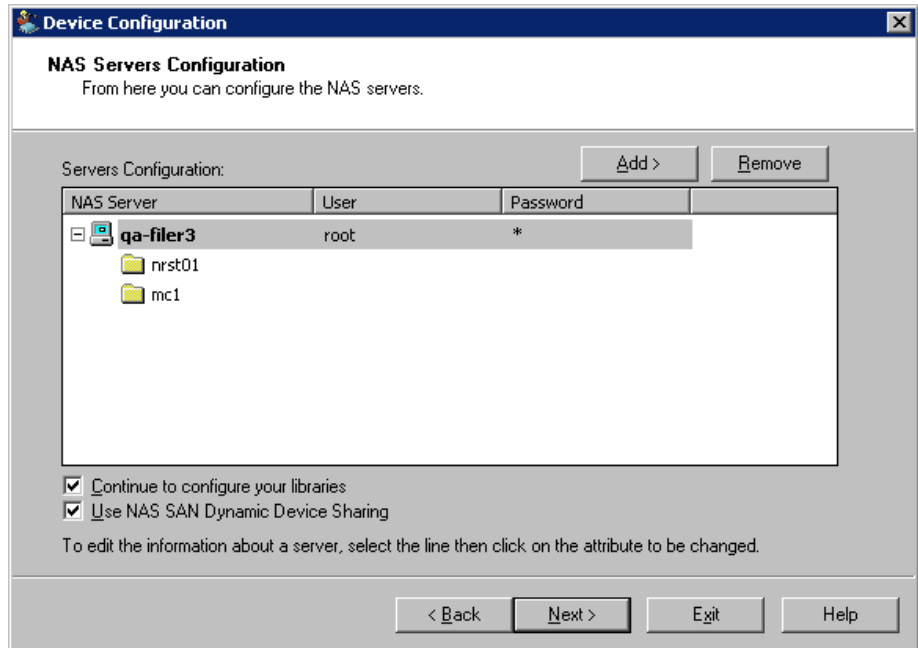 Device Configuration
NAS Servers Configuration
From here you can configure the NAS servers.
Servers Configuration:
Add >
Remove
NAS Server User Password
qa-filer3 root *
nrst01
mc1
Continue to configure your libraries
Use NAS SAN Dynamic Device Sharing
To edit the information about a server, select the line then click on the attribute to be changed.
< Back Next > Exit Help